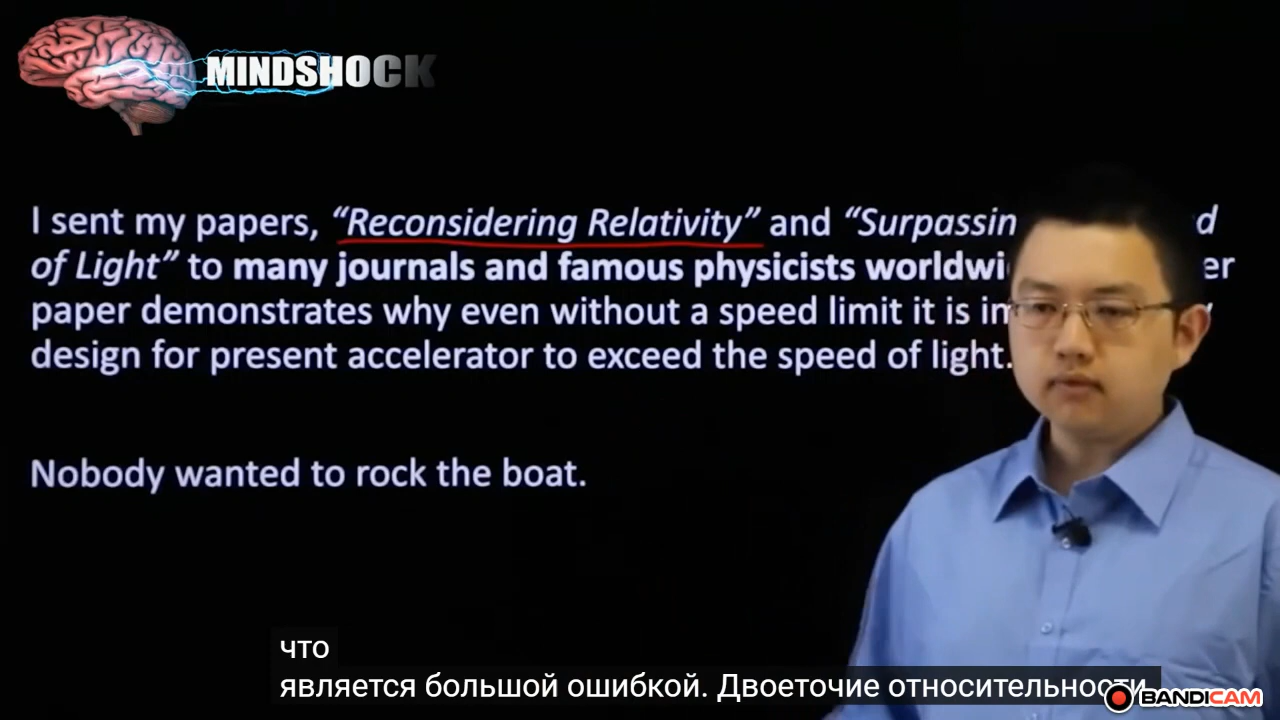 MINDSHOCK
I sent my papers, “Reconsidering Relativity” and “Surpassin
of Light” to many journals and famous physicists worldwi
paper demonstrates why even without a speed limit it is im
design for present accelerator to exceed the speed of light.
Nobody wanted to rock the boat.
что
является большой ошибкой. Двоеточие относительности
BANDICAM